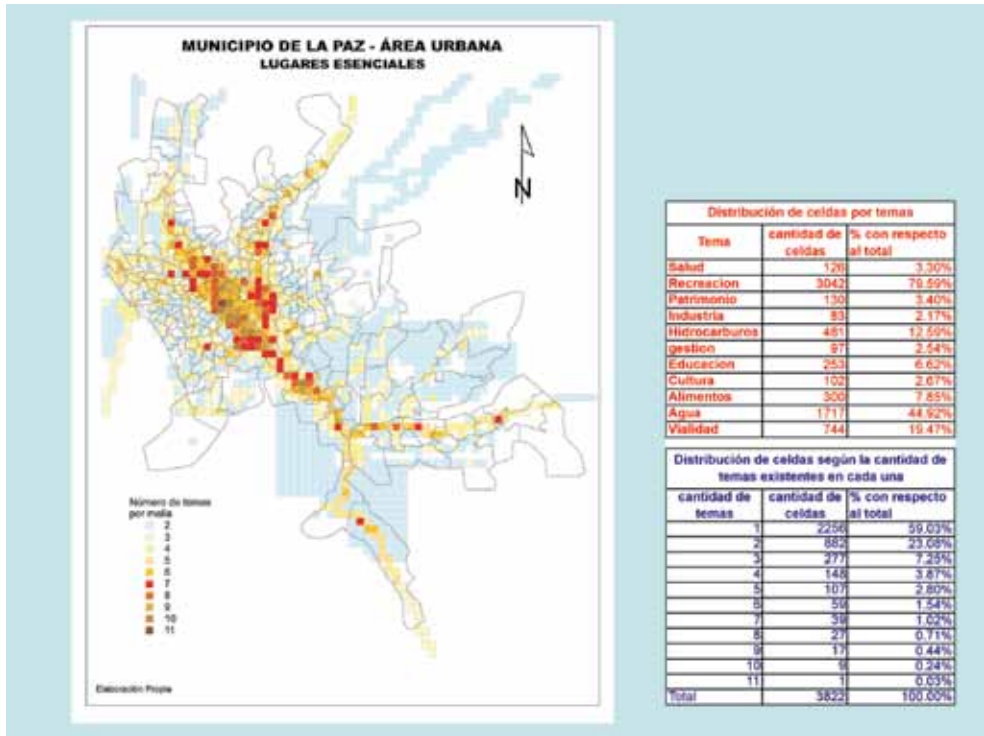 MUNICIPIO DE LA PAZ - ÁREA URBANA
LUGARES ESENCIALES
N
Número de temas
por malla
2
3
4
5
6
7
8
9
10
11
Elaboración Propia
Distribución de celdas por temas
Tema cantidad de celdas % con respecto al total
Salud 126 3.30%
Recreacion 3042 79.59%
Patrimonio 130 3.40%
Industria 83 2.17%
Hidrocarburos 481 12.59%
gestion 97 2.54%
Educacion 253 6.62%
Cultura 102 2.67%
Alimentos 300 7.85%
Agua 1717 44.92%
Vialidad 744 19.47%
Distribución de celdas según la cantidad de
temas existentes en cada una
cantidad de temas cantidad de celdas % con respecto al total
1 2256 59.03%
2 882 23.08%
3 277 7.25%
4 148 3.87%
5 107 2.80%
6 59 1.54%
7 39 1.02%
8 27 0.71%
9 17 0.44%
10 9 0.24%
11 1 0.03%
Total 3822 100.00%